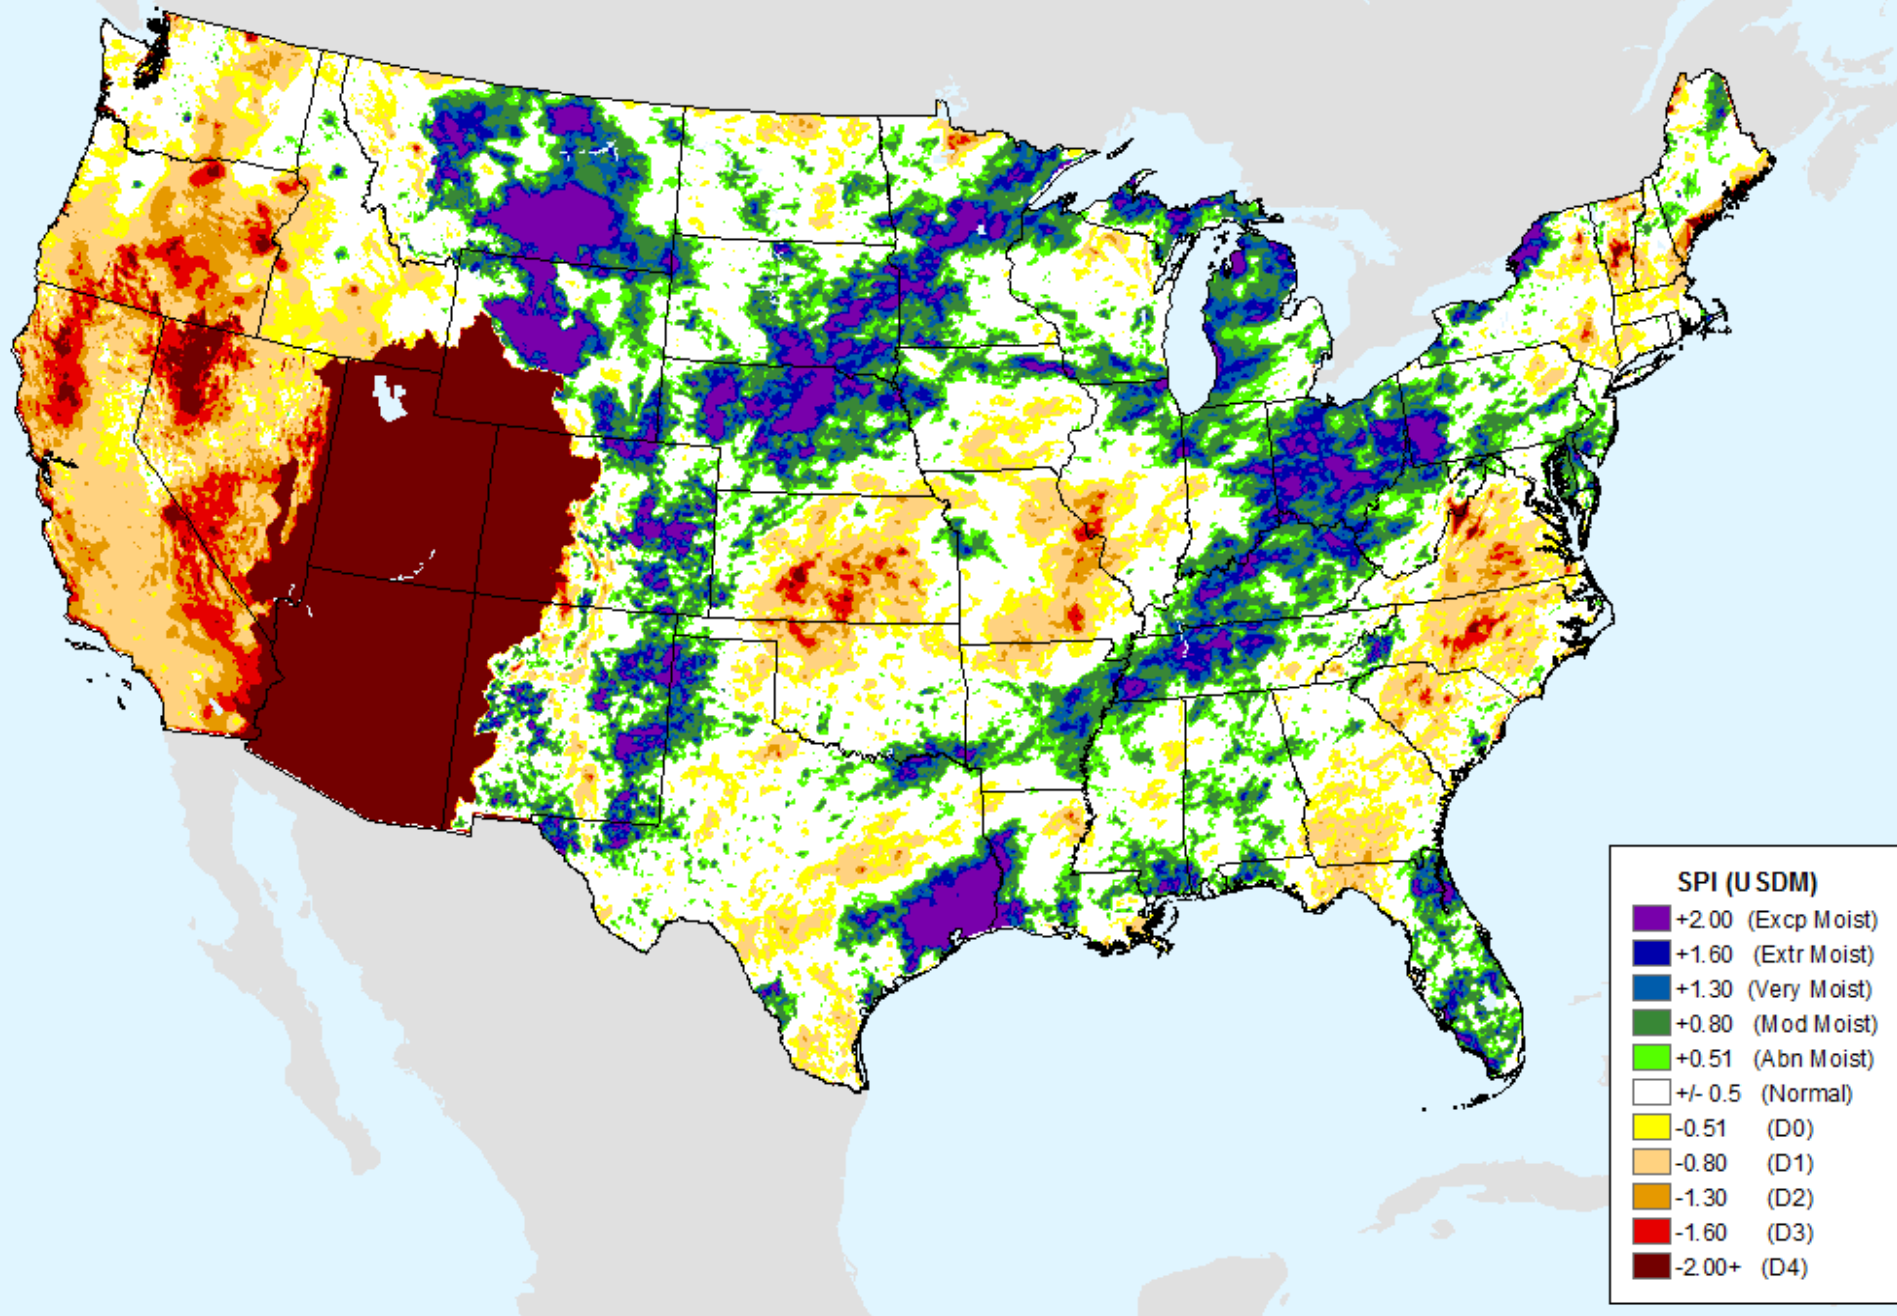 SPI (USDM)
+2.00 (Excp Moist)
+1.60 (Extr Moist)
+1.30 (Very Moist)
+0.80 (Mod Moist)
+0.51 (Abn Moist)
+/- 0.5 (Normal)
-0.51 (D0)
-0.80 (D1)
-1.30 (D2)
-1.60 (D3)
-2.00+ (D4)